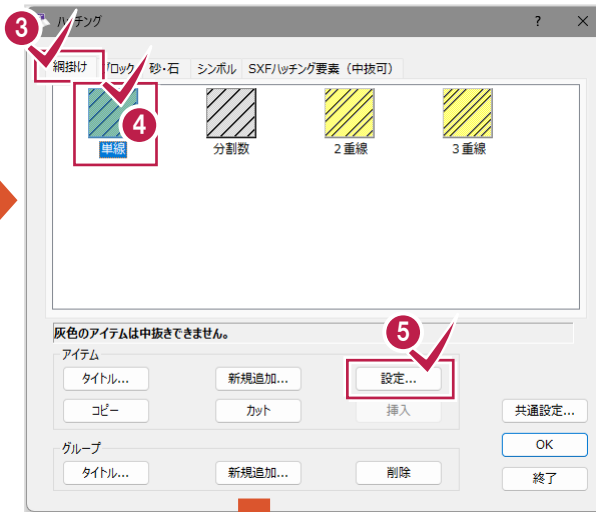 3
ハッチング
? ×
網掛け ブロック 砂・石 シンボル SXFハッチング要素（中抜可）
4
単線 分割数 2重線 3重線
灰色のアイテムは中抜きできません。
5
アイテム
タイトル... 新規追加... 設定...
コピー カット 挿入 共通設定...
グループ OK
タイトル... 新規追加... 削除 終了